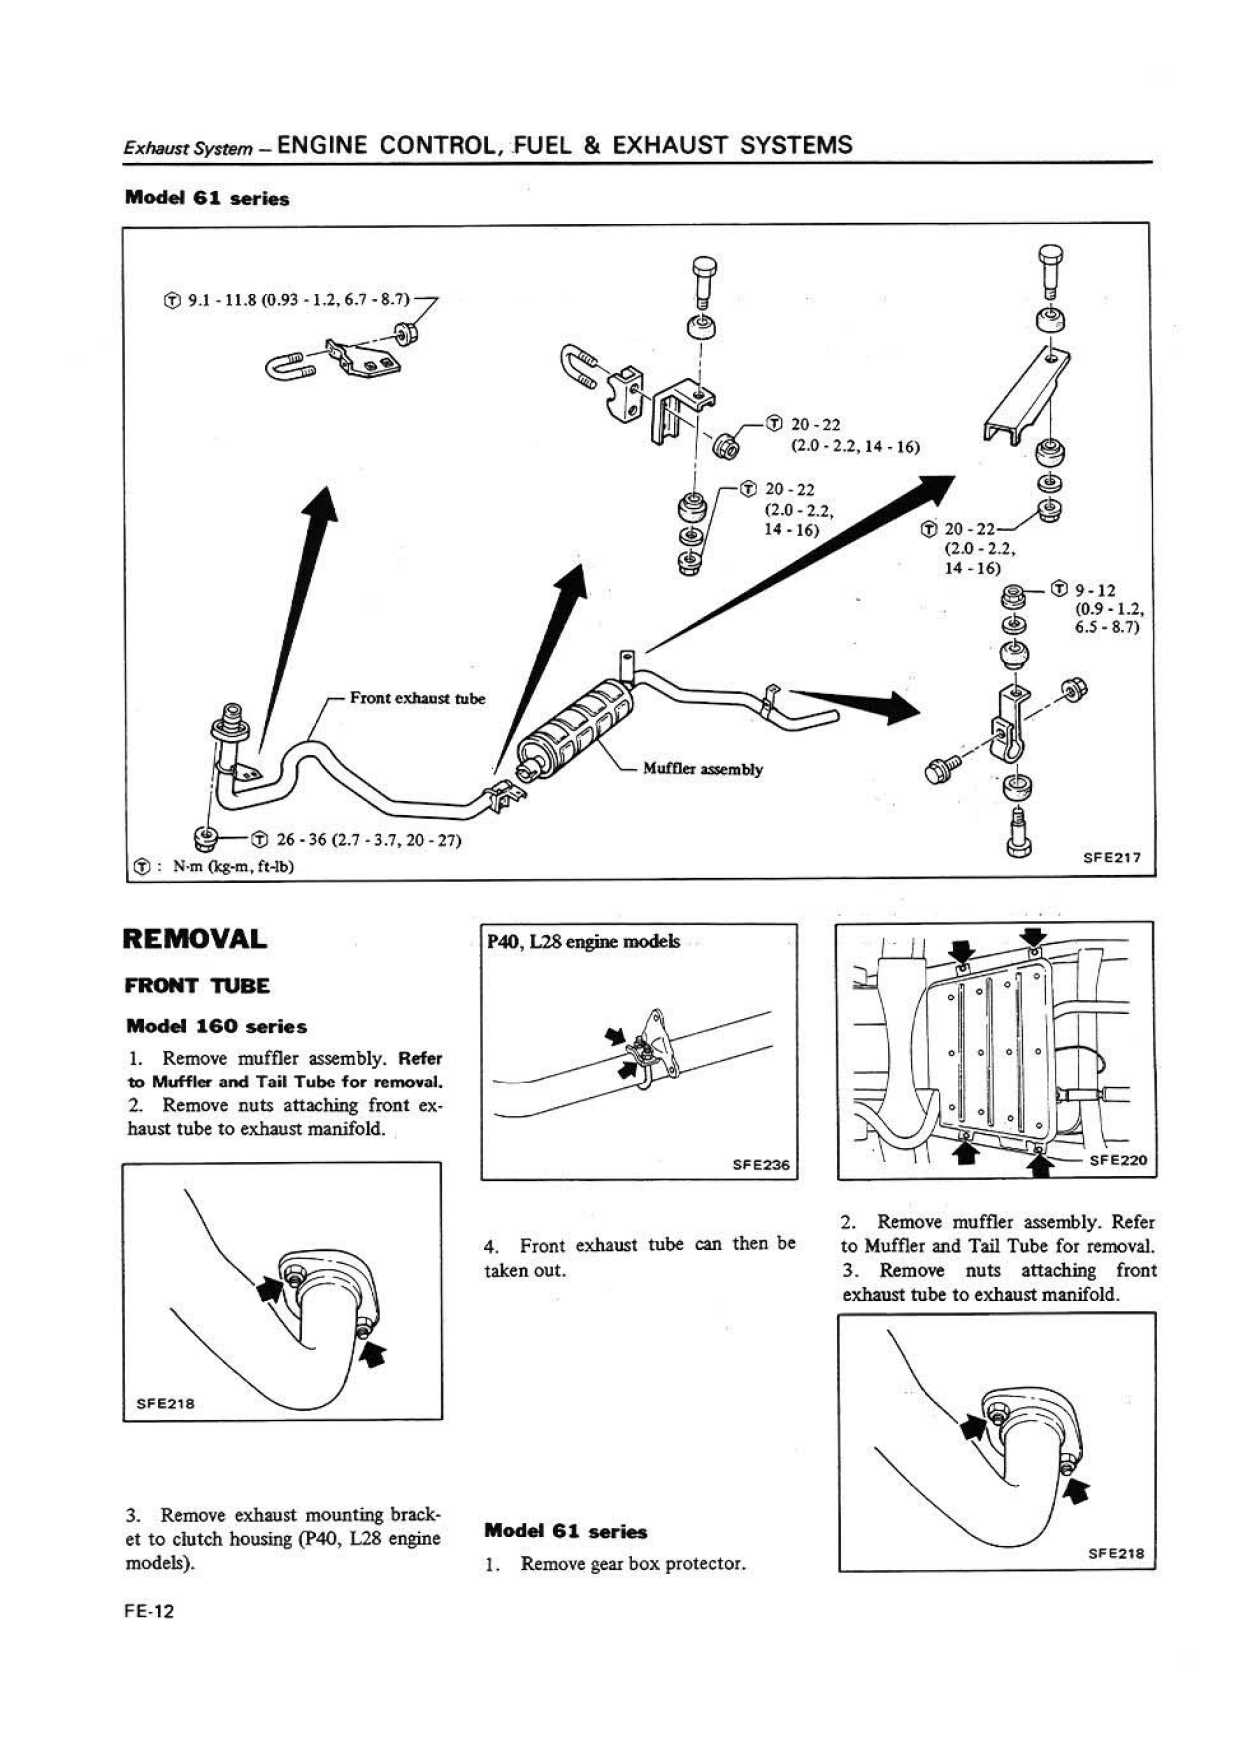 Exhaust System – ENGINE CONTROL, FUEL & EXHAUST SYSTEMS
Model 61 series
Ⓣ 9.1 - 11.8 (0.93 - 1.2, 6.7 - 8.7)
Ⓣ 20 - 22
(2.0 - 2.2, 14 - 16)
Ⓣ 20 - 22
(2.0 - 2.2,
14 - 16)
Ⓣ 20 - 22
(2.0 - 2.2,
14 - 16)
Ⓣ 9 - 12
(0.9 - 1.2,
6.5 - 8.7)
Front exhaust tube
Muffler assembly
Ⓣ 26 - 36 (2.7 - 3.7, 20 - 27)
Ⓣ : N·m (kg-m, ft-lb)
SFE217
REMOVAL
FRONT TUBE
Model 160 series
1. Remove muffler assembly. Refer
to Muffler and Tail Tube for removal.
2. Remove nuts attaching front ex-
haust tube to exhaust manifold.
SFE218
3. Remove exhaust mounting brack-
et to clutch housing (P40, L28 engine
models).
P40, L28 engine models
SFE236
4. Front exhaust tube can then be
taken out.
Model 61 series
1. Remove gear box protector.
SFE220
2. Remove muffler assembly. Refer
to Muffler and Tail Tube for removal.
3. Remove nuts attaching front
exhaust tube to exhaust manifold.
SFE218
FE-12